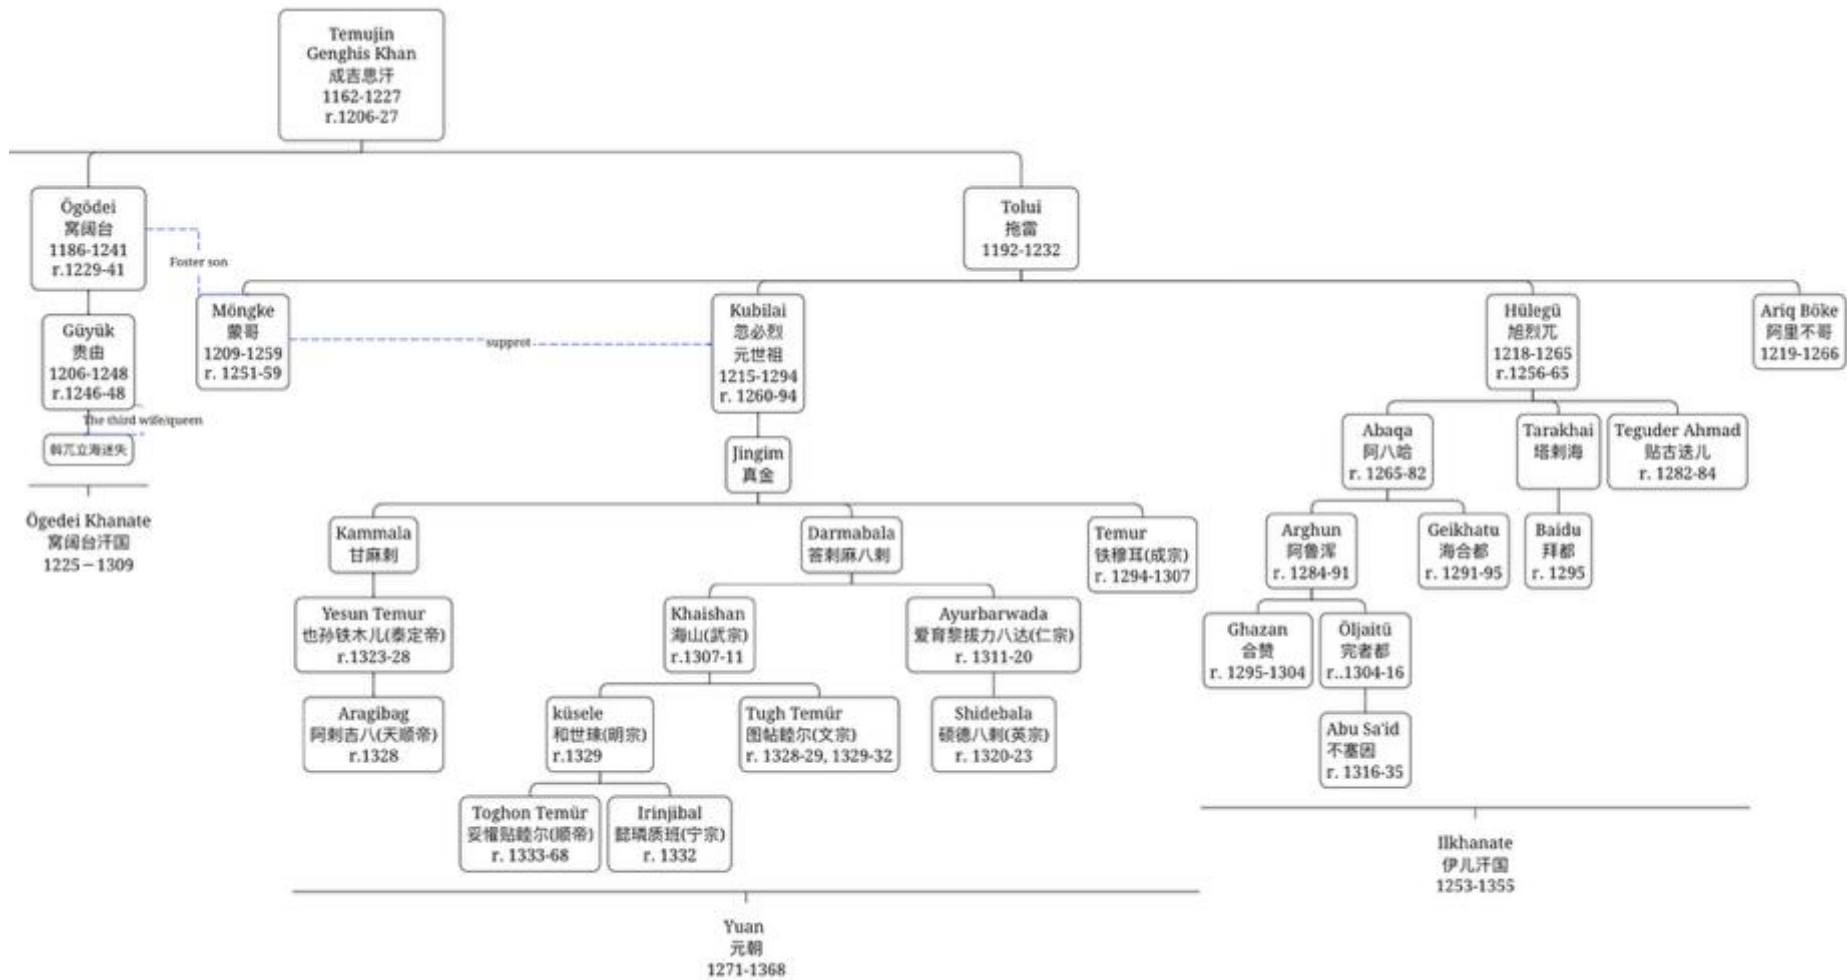 Temujin
Genghis Khan
成吉思汗
1162-1227
r.1206-27
Ögödei
窝阔台
1186-1241
r.1229-41
Tolui
拖雷
1192-1232
Foster son
Güyük
贵由
1206-1248
r.1246-48
Möngke
蒙哥
1209-1259
r. 1251-59
supprot
Kubilai
忽必烈
元世祖
1215-1294
r. 1260-94
Hülegü
旭烈兀
1218-1265
r.1256-65
Ariq Böke
阿里不哥
1219-1266
The third wife/queen
斡兀立海迷失
Ögedei Khanate
窝阔台汗国
1225－1309
Jingim
真金
Abaqa
阿八哈
r. 1265-82
Tarakhai
塔剌海
Teguder Ahmad
贴古迭儿
r. 1282-84
Kammala
甘麻剌
Darmabala
答剌麻八剌
Temur
铁穆耳(成宗)
r. 1294-1307
Arghun
阿鲁浑
r. 1284-91
Geikhatu
海合都
r. 1291-95
Baidu
拜都
r. 1295
Yesun Temur
也孙铁木儿(泰定帝)
r.1323-28
Khaishan
海山(武宗)
r.1307-11
Ayurbarwada
爱育黎拔力八达(仁宗)
r. 1311-20
Ghazan
合赞
r. 1295-1304
Öljaitü
完者都
r..1304-16
Aragibag
阿剌吉八(天顺帝)
r.1328
küsele
和世㻋(明宗)
r.1329
Tugh Temür
图帖睦尔(文宗)
r. 1328-29, 1329-32
Shidebala
硕德八剌(英宗)
r. 1320-23
Abu Sa'id
不塞因
r. 1316-35
Toghon Temür
妥懽贴睦尔(顺帝)
r. 1333-68
Irinjibal
懿璘质班(宁宗)
r. 1332
Ilkhanate
伊儿汗国
1253-1355
Yuan
元朝
1271-1368